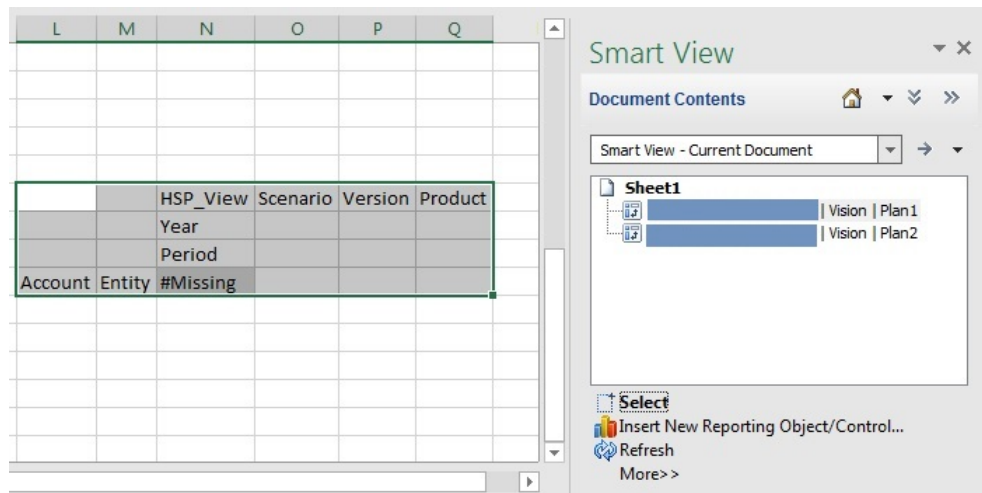 L M N O P Q
HSP_View Scenario Version Product
Year
Period
Account Entity #Missing
Smart View
Document Contents
Smart View - Current Document
Sheet1
| Vision | Plan1
| Vision | Plan2
Select
Insert New Reporting Object/Control...
Refresh
More>>